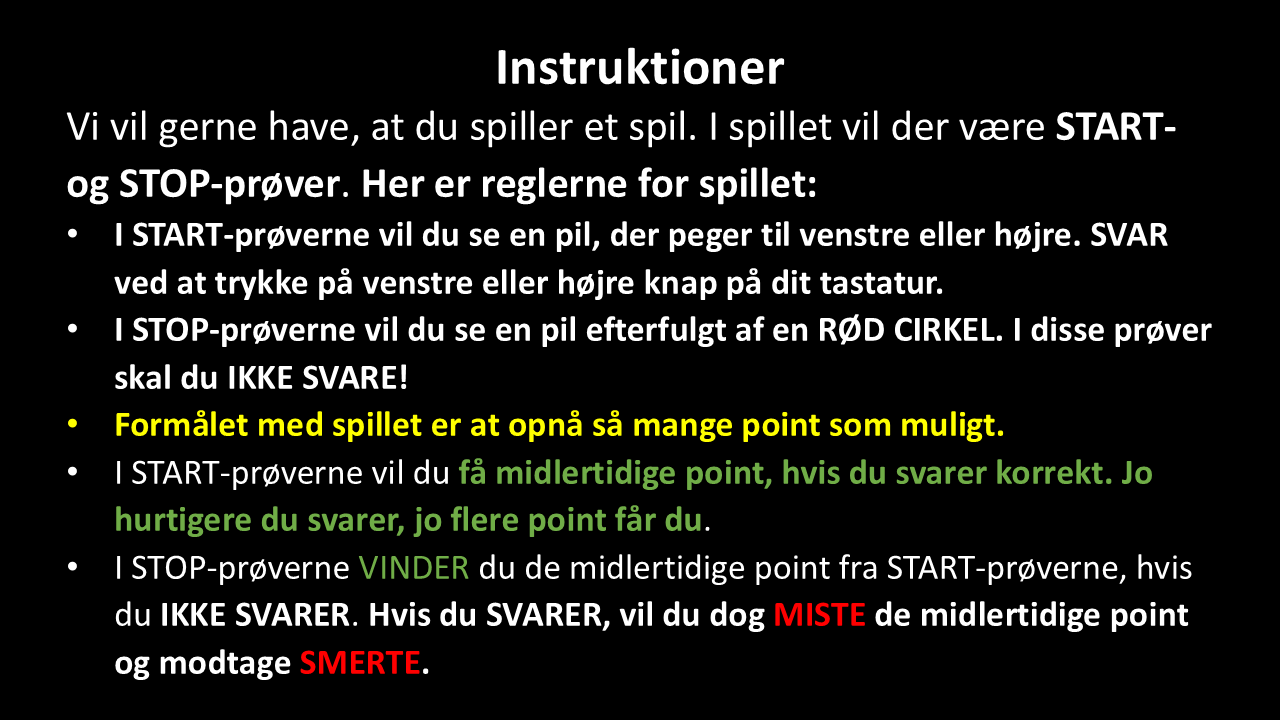 Instruktioner
Vi vil gerne have, at du spiller et spil. I spillet vil der være START-
og STOP-prøver. Her er reglerne for spillet:
• I START-prøverne vil du se en pil, der peger til venstre eller højre. SVAR
ved at trykke på venstre eller højre knap på dit tastatur.
• I STOP-prøverne vil du se en pil efterfulgt af en RØD CIRKEL. I disse prøver
skal du IKKE SVARE!
• Formålet med spillet er at opnå så mange point som muligt.
• I START-prøverne vil du få midlertidige point, hvis du svarer korrekt. Jo
hurtigere du svarer, jo flere point får du.
• I STOP-prøverne VINDER du de midlertidige point fra START-prøverne, hvis
du IKKE SVARER. Hvis du SVARER, vil du dog MISTE de midlertidige point
og modtage SMERTE.